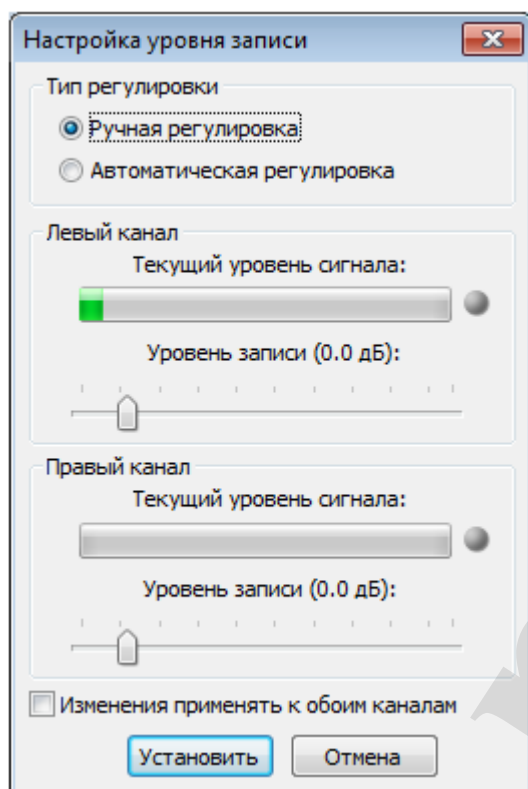 Настройка уровня записи
Тип регулировки
Ручная регулировка
Автоматическая регулировка
Левый канал
Текущий уровень сигнала:
Уровень записи (0.0 дБ):
Правый канал
Текущий уровень сигнала:
Уровень записи (0.0 дБ):
Изменения применять к обоим каналам
Установить Отмена